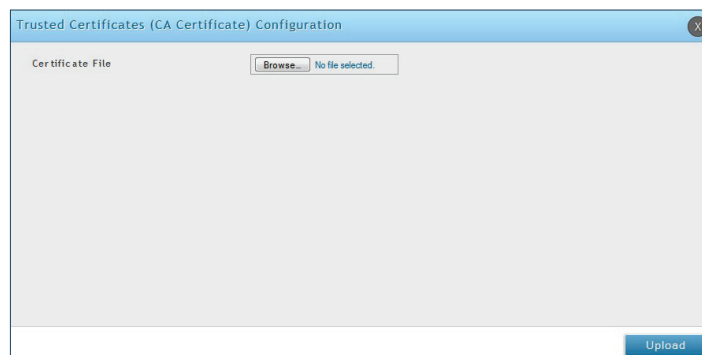 Trusted Certificates (CA Certificate) Configuration
X
Certificate File
Browse... No file selected.
Upload